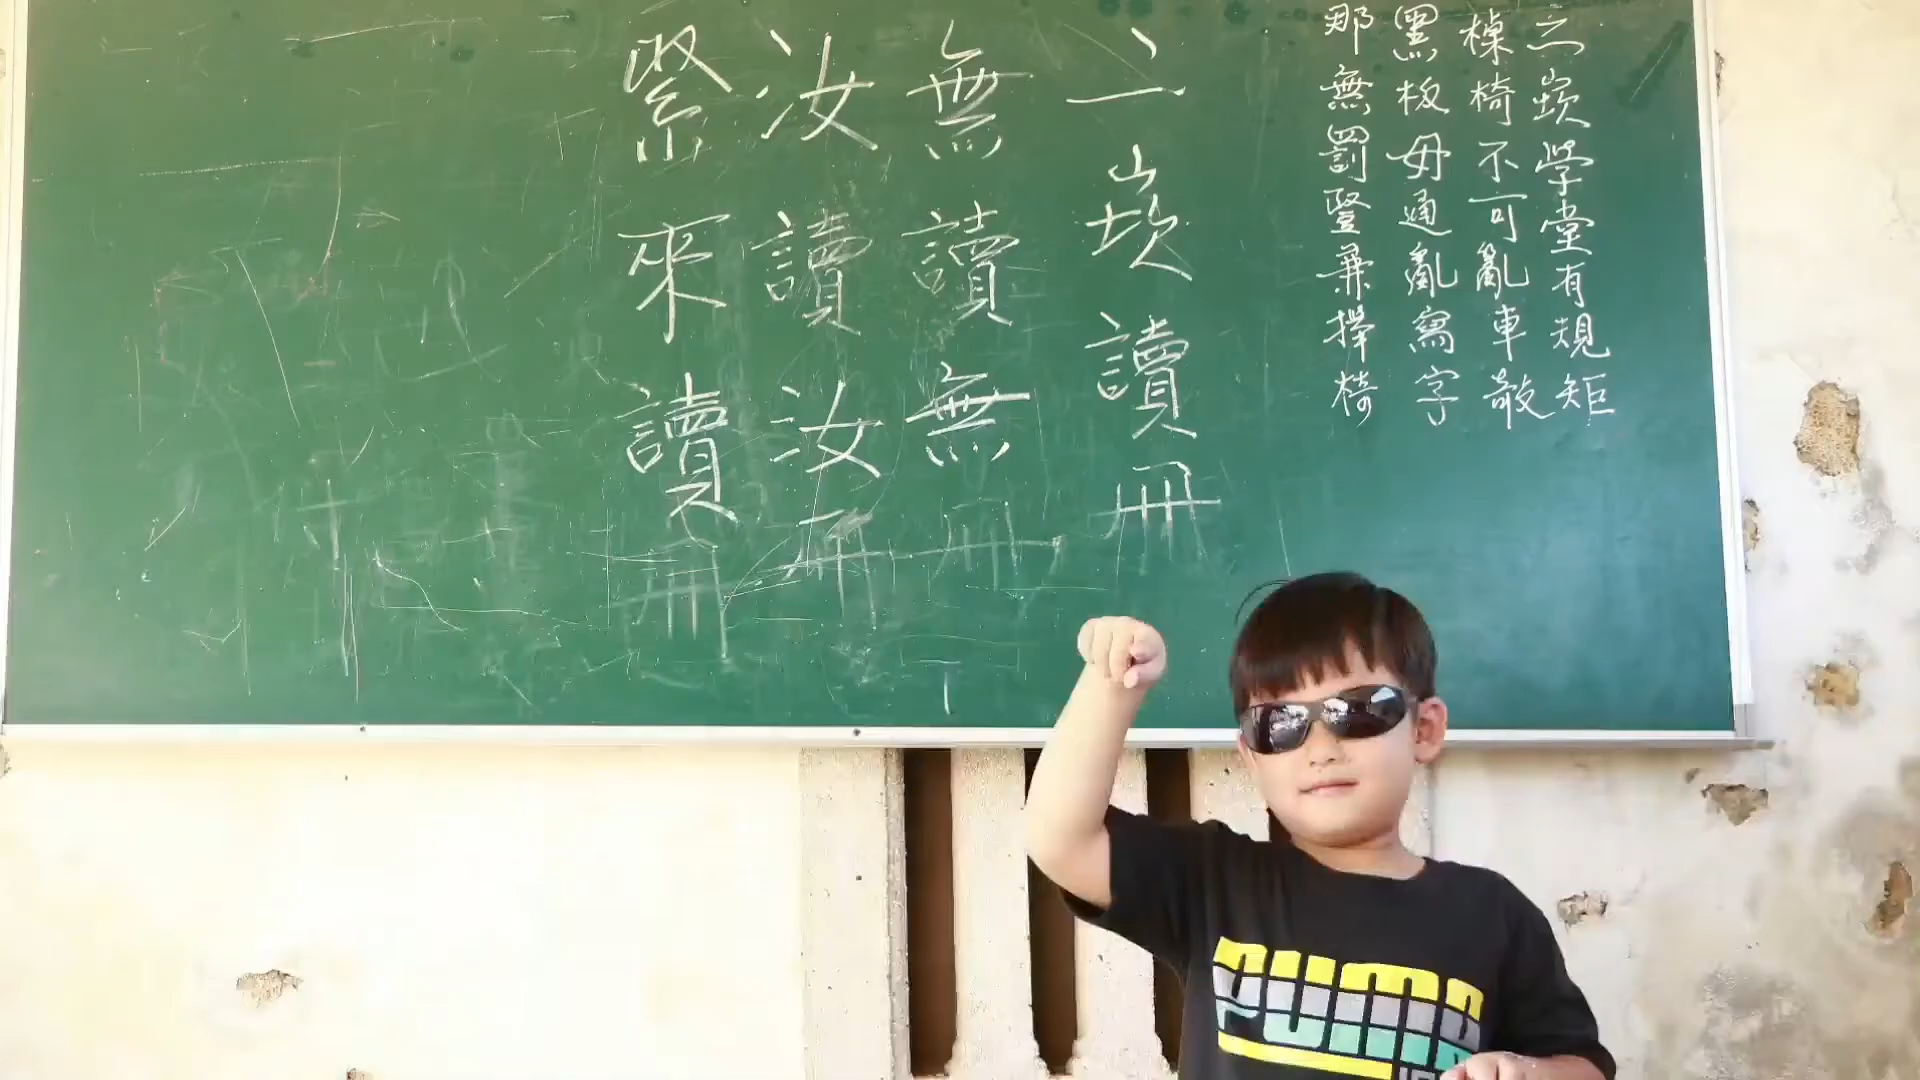 二崁学堂有規矩
槕椅不可亂車敲
黑板毋通亂寫字
那無罰豎兼攑椅
二崁讀冊
無讀無冊
汝讀汝冊
緊來讀冊
PUMA